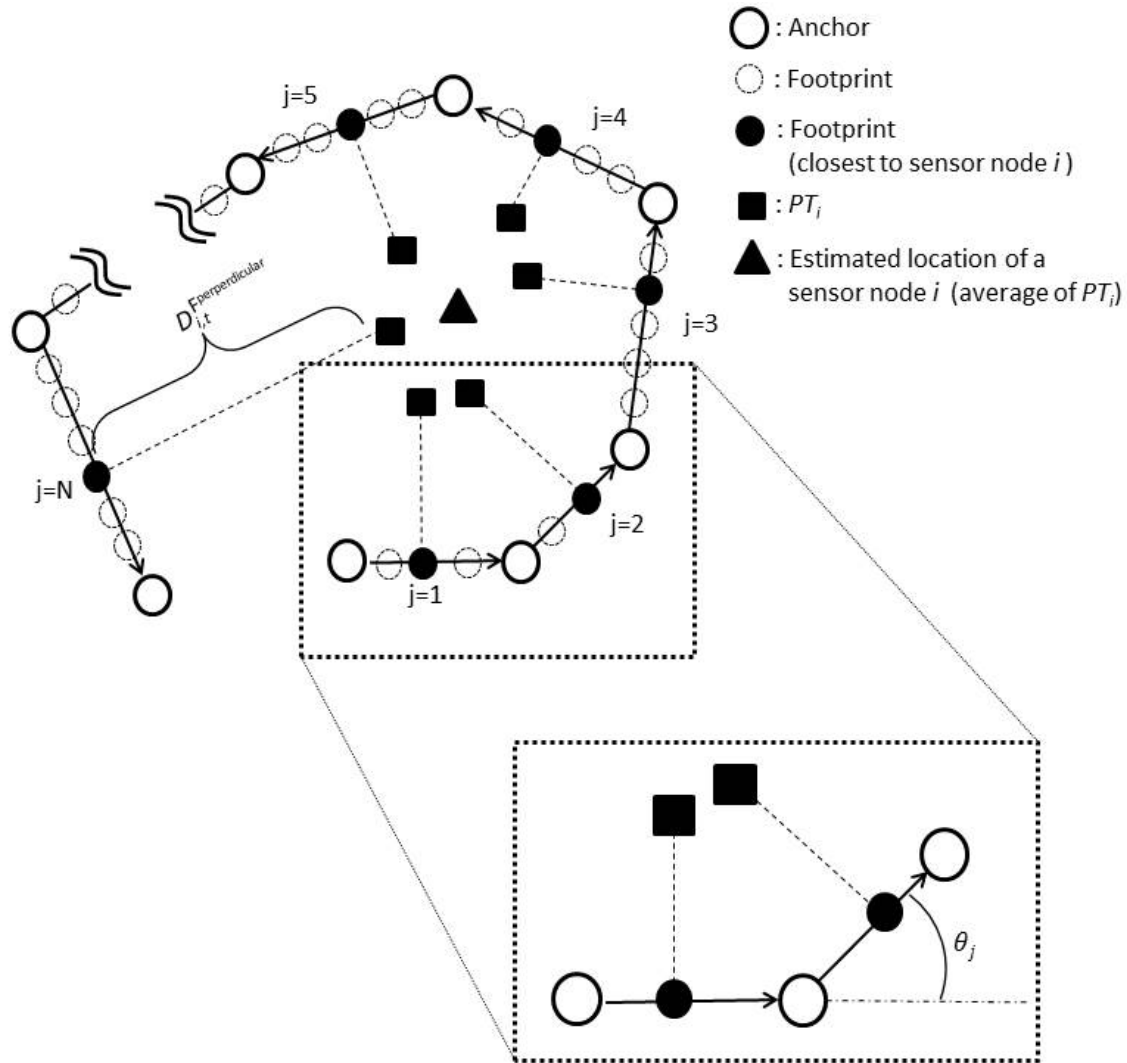 : Anchor
: Footprint
: Footprint
(closest to sensor node i)
: PTi
: Estimated location of a
sensor node i (average of PTi)
j=5
j=4
D i,t Fperperdicular
j=3
j=N
j=2
j=1
θj